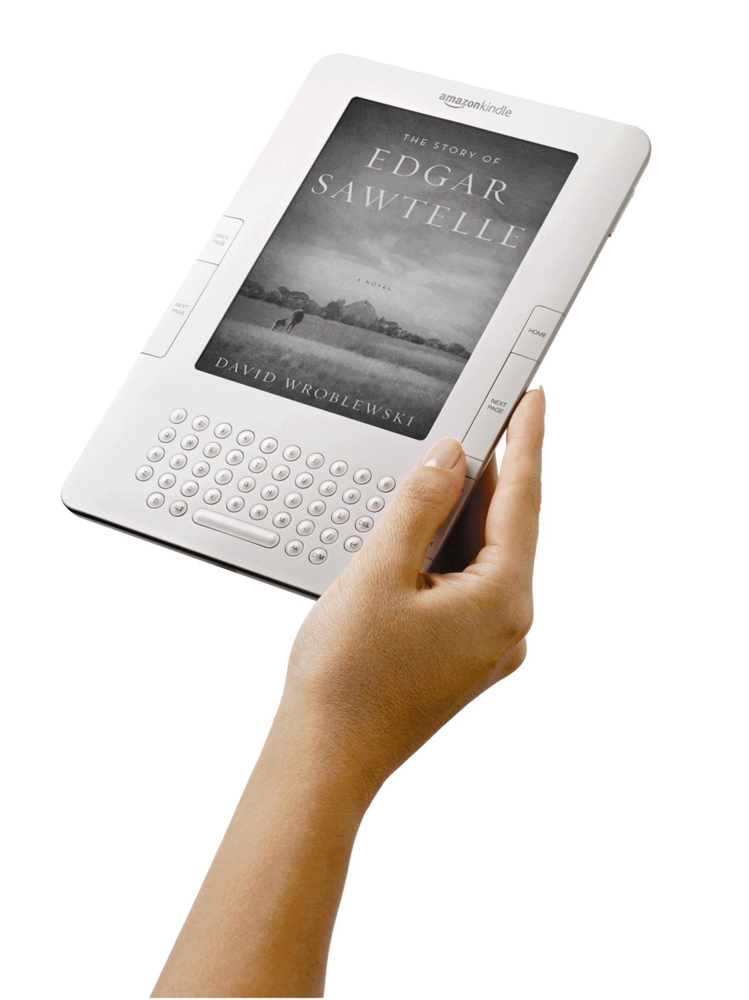 amazonkindle
THE STORY OF
EDGAR
SAWTELLE
A NOVEL
DAVID WROBLEWSKI
PREV
PAGE
NEXT
PAGE
HOME
NEXT
PAGE
1 2 3 4 5 6 7 8 9 0
Q W E R T Y U I O P
A S D F G H J K L DEL
Z X C V B N M . /
ALT AA SYM